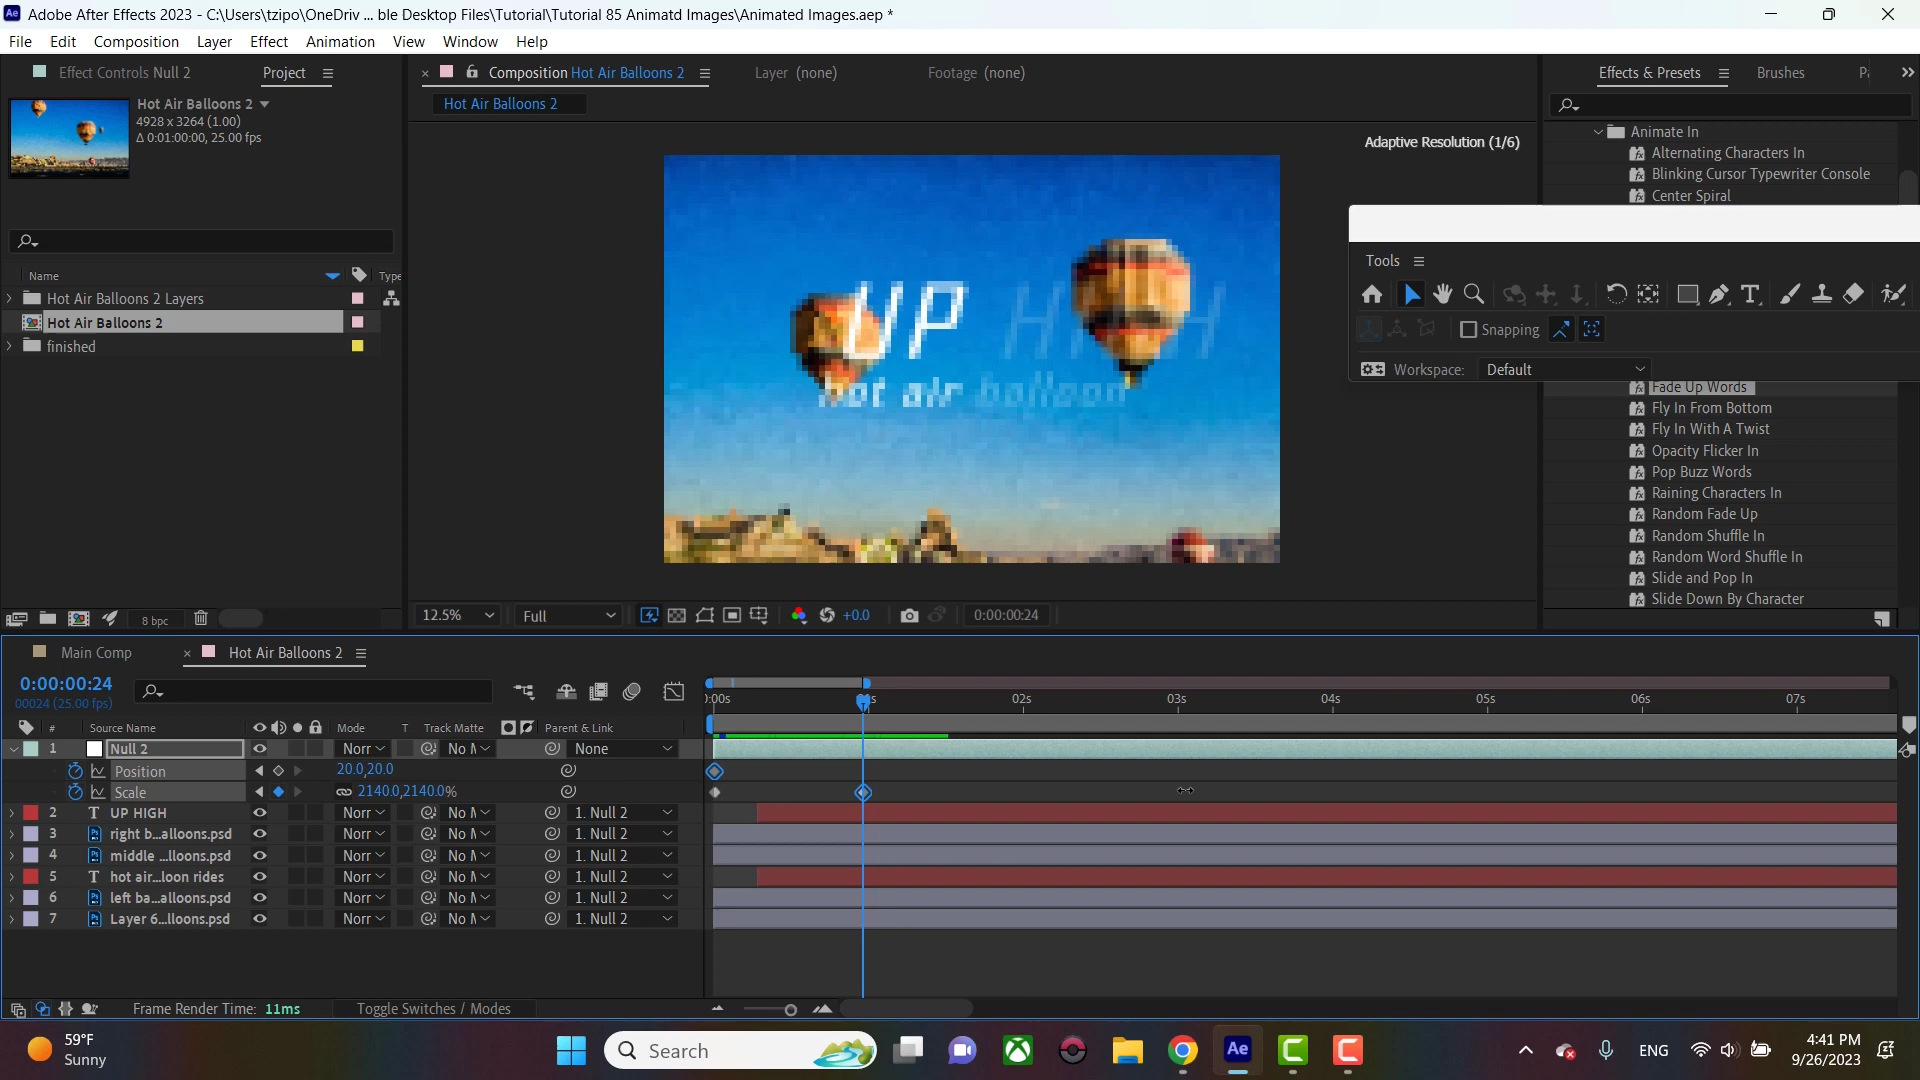 Adobe After Effects 2023 - C:\Users\tzipo\OneDriv ... ble Desktop Files\Tutorial\Tutorial 85 Animatd Images\Animated Images.aep *
File Edit Composition Layer Effect Animation View Window Help
Effect Controls Null 2
Project
Composition Hot Air Balloons 2
Layer (none)
Footage (none)
Effects & Presets
Brushes
Hot Air Balloons 2
4928 x 3264 (1.00)
Δ 0:01:00:00, 25.00 fps
Hot Air Balloons 2
Adaptive Resolution (1/6)
Animate In
Alternating Characters In
Blinking Cursor Typewriter Console
Center Spiral
Tools
Snapping
Workspace: Default
Name
Type
Hot Air Balloons 2 Layers
Hot Air Balloons 2
finished
UP HIGH
hot air balloon
Fade Up Words
Fly In From Bottom
Fly In With A Twist
Opacity Flicker In
Pop Buzz Words
Raining Characters In
Random Fade Up
Random Shuffle In
Random Word Shuffle In
Slide and Pop In
Slide Down By Character
8 bpc
12.5%
Full
+0.0
0:00:00:24
Main Comp
Hot Air Balloons 2
0:00:00:24
00024 (25.00 fps)
:00s 02s 03s 04s 05s 06s 07s
# Source Name Mode T Track Matte Parent & Link
1 Null 2 Norr No M None
Position 20.0,20.0
Scale 2140.0,2140.0%
2 T UP HIGH Norr No M 1. Null 2
3 right b...alloons.psd Norr No M 1. Null 2
4 middle ...lloons.psd Norr No M 1. Null 2
5 T hot air...loon rides Norr No M 1. Null 2
6 left ba...alloons.psd Norr No M 1. Null 2
7 Layer 6...lloons.psd Norr No M 1. Null 2
Frame Render Time: 11ms
Toggle Switches / Modes
59°F
Sunny
Search
Ae
ENG
4:41 PM
9/26/2023